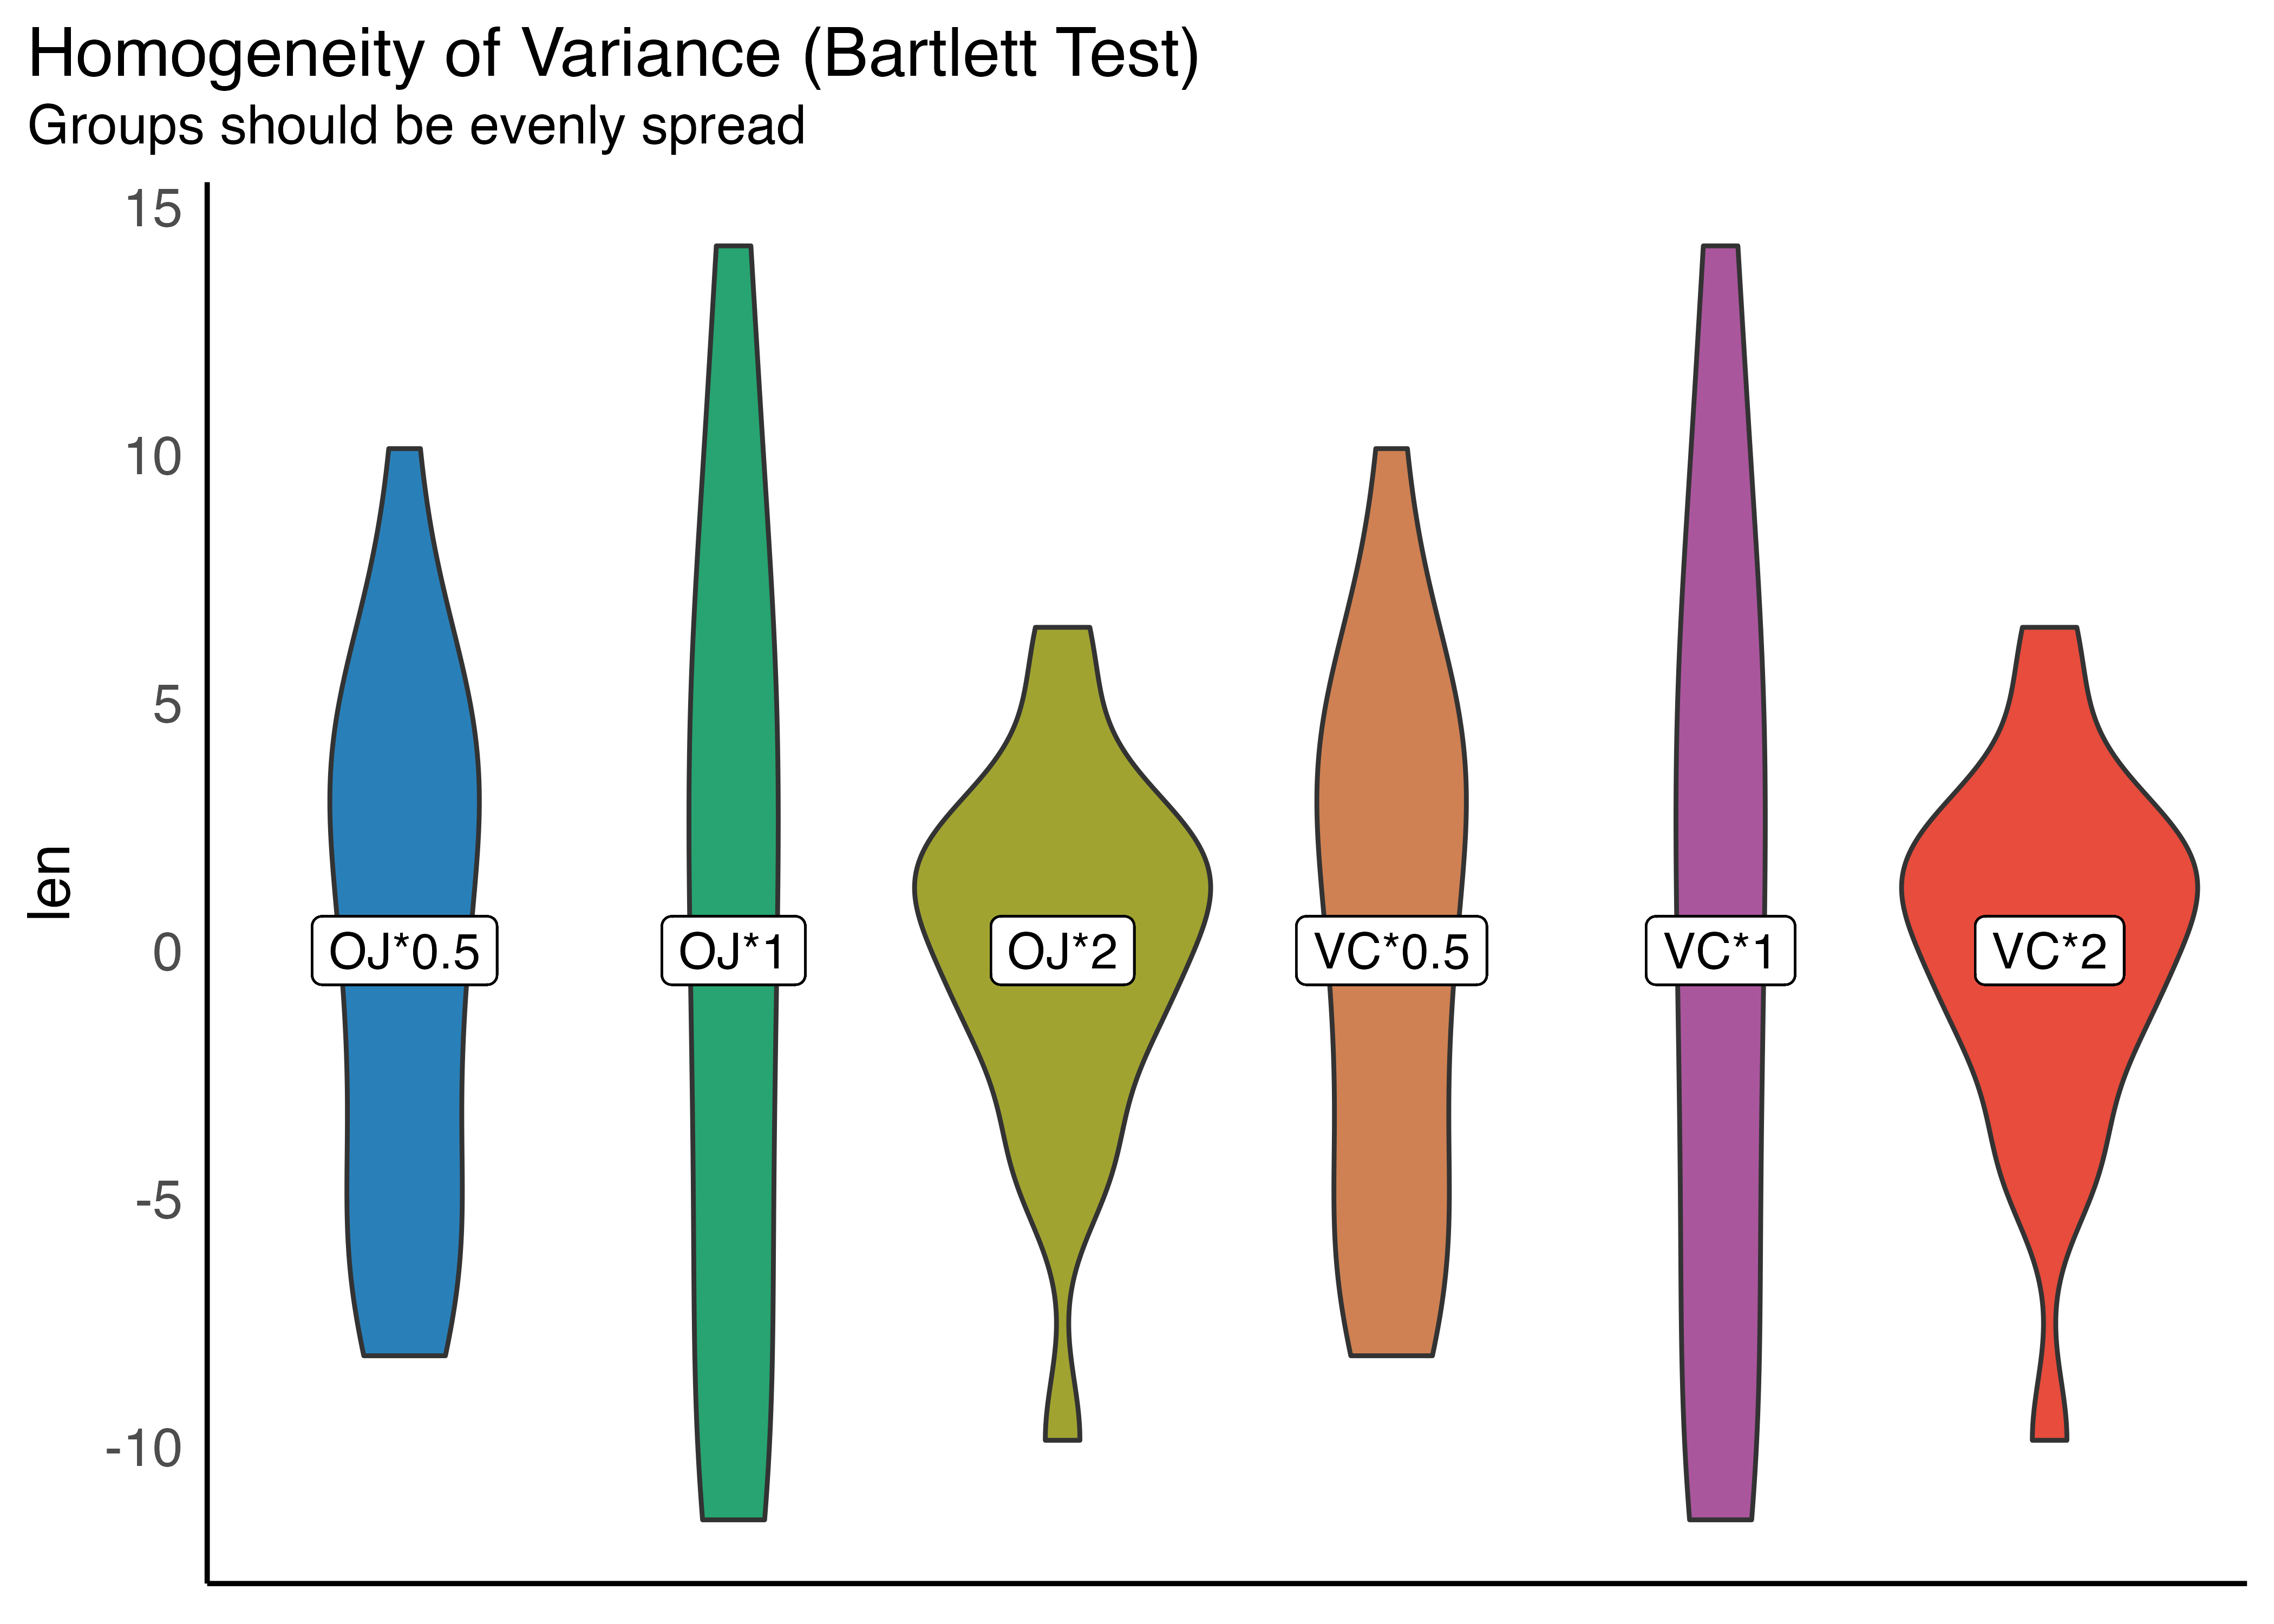 Homogeneity of Variance (Bartlett Test)
Groups should be evenly spread
15
10
5
0
-5
-10
len
OJ*0.5
OJ*1
OJ*2
VC*0.5
VC*1
VC*2